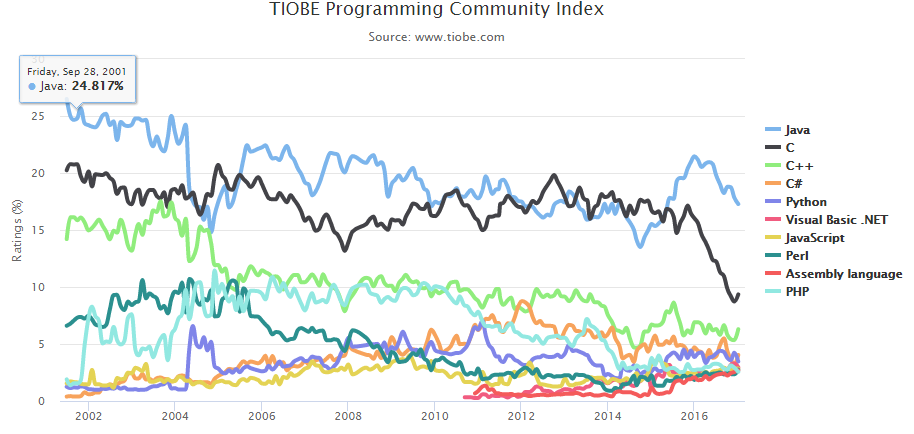 TIOBE Programming Community Index
Source: www.tiobe.com
30
Friday, Sep 28, 2001
Java: 24.817%
25
20
15
10
5
0
Ratings (%)
2002
2004
2006
2008
2010
2012
2014
2016
Java
C
C++
C#
Python
Visual Basic .NET
JavaScript
Perl
Assembly language
PHP